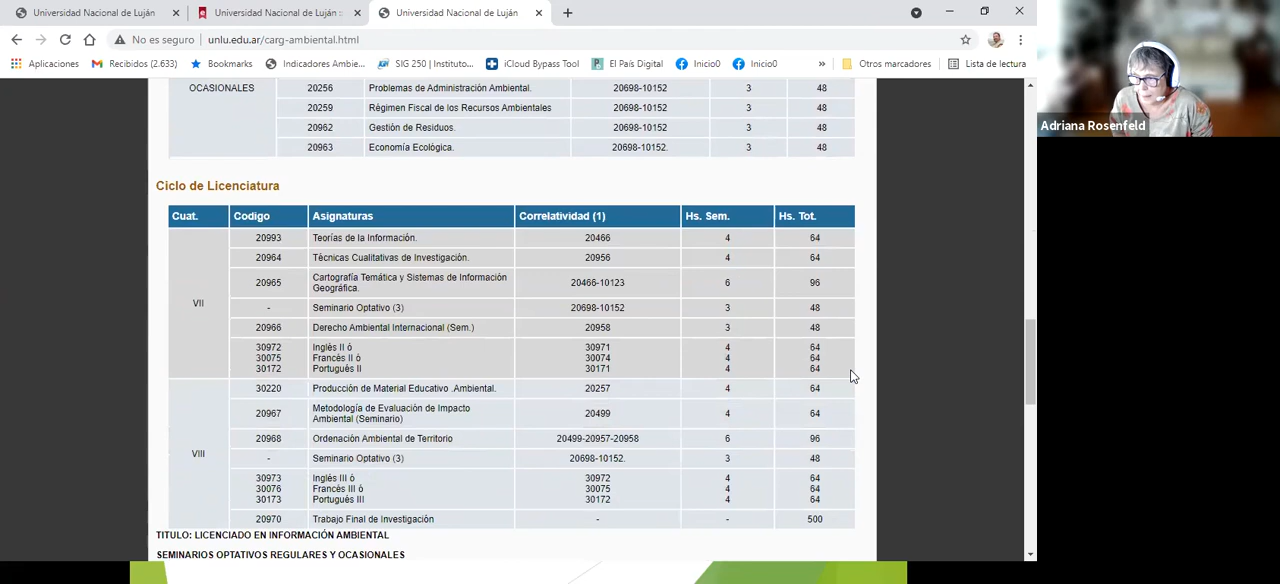 Universidad Nacional de Luján
Universidad Nacional de Luján ::
Universidad Nacional de Luján
No es seguro | unlu.edu.ar/carg-ambiental.html
Aplicaciones Recibidos (2.633) Bookmarks Indicadores Ambie... SIG 250 | Instituto... iCloud Bypass Tool El País Digital Inicio0 Inicio0 » Otros marcadores Lista de lectura
Adriana Rosenfeld
OCASIONALES 20256 Problemas de Administración Ambiental. 20698-10152 3 48
20259 Régimen Fiscal de los Recursos Ambientales 20698-10152 3 48
20962 Gestión de Residuos. 20698-10152 3 48
20963 Economía Ecológica. 20698-10152. 3 48
Ciclo de Licenciatura
Cuat. Codigo Asignaturas Correlatividad (1) Hs. Sem. Hs. Tot.
VII
20993 Teorías de la Información. 20466 4 64
20964 Técnicas Cualitativas de Investigación. 20956 4 64
20965 Cartografía Temática y Sistemas de Información
Geográfica. 20466-10123 6 96
- Seminario Optativo (3) 20698-10152 3 48
20966 Derecho Ambiental Internacional (Sem.) 20958 3 48
30972 Inglés II ó 30971 4 64
30075 Francés II ó 30074 4 64
30172 Portugués II 30171 4 64
VIII
30220 Producción de Material Educativo .Ambiental. 20257 4 64
20967 Metodología de Evaluación de Impacto
Ambiental (Seminario) 20499 4 64
20968 Ordenación Ambiental de Territorio 20499-20957-20958 6 96
- Seminario Optativo (3) 20698-10152. 3 48
30973 Inglés III ó 30972 4 64
30076 Francés III ó 30075 4 64
30173 Portugués III 30172 4 64
20970 Trabajo Final de Investigación - - 500
TITULO: LICENCIADO EN INFORMACIÓN AMBIENTAL
SEMINARIOS OPTATIVOS REGULARES Y OCASIONALES